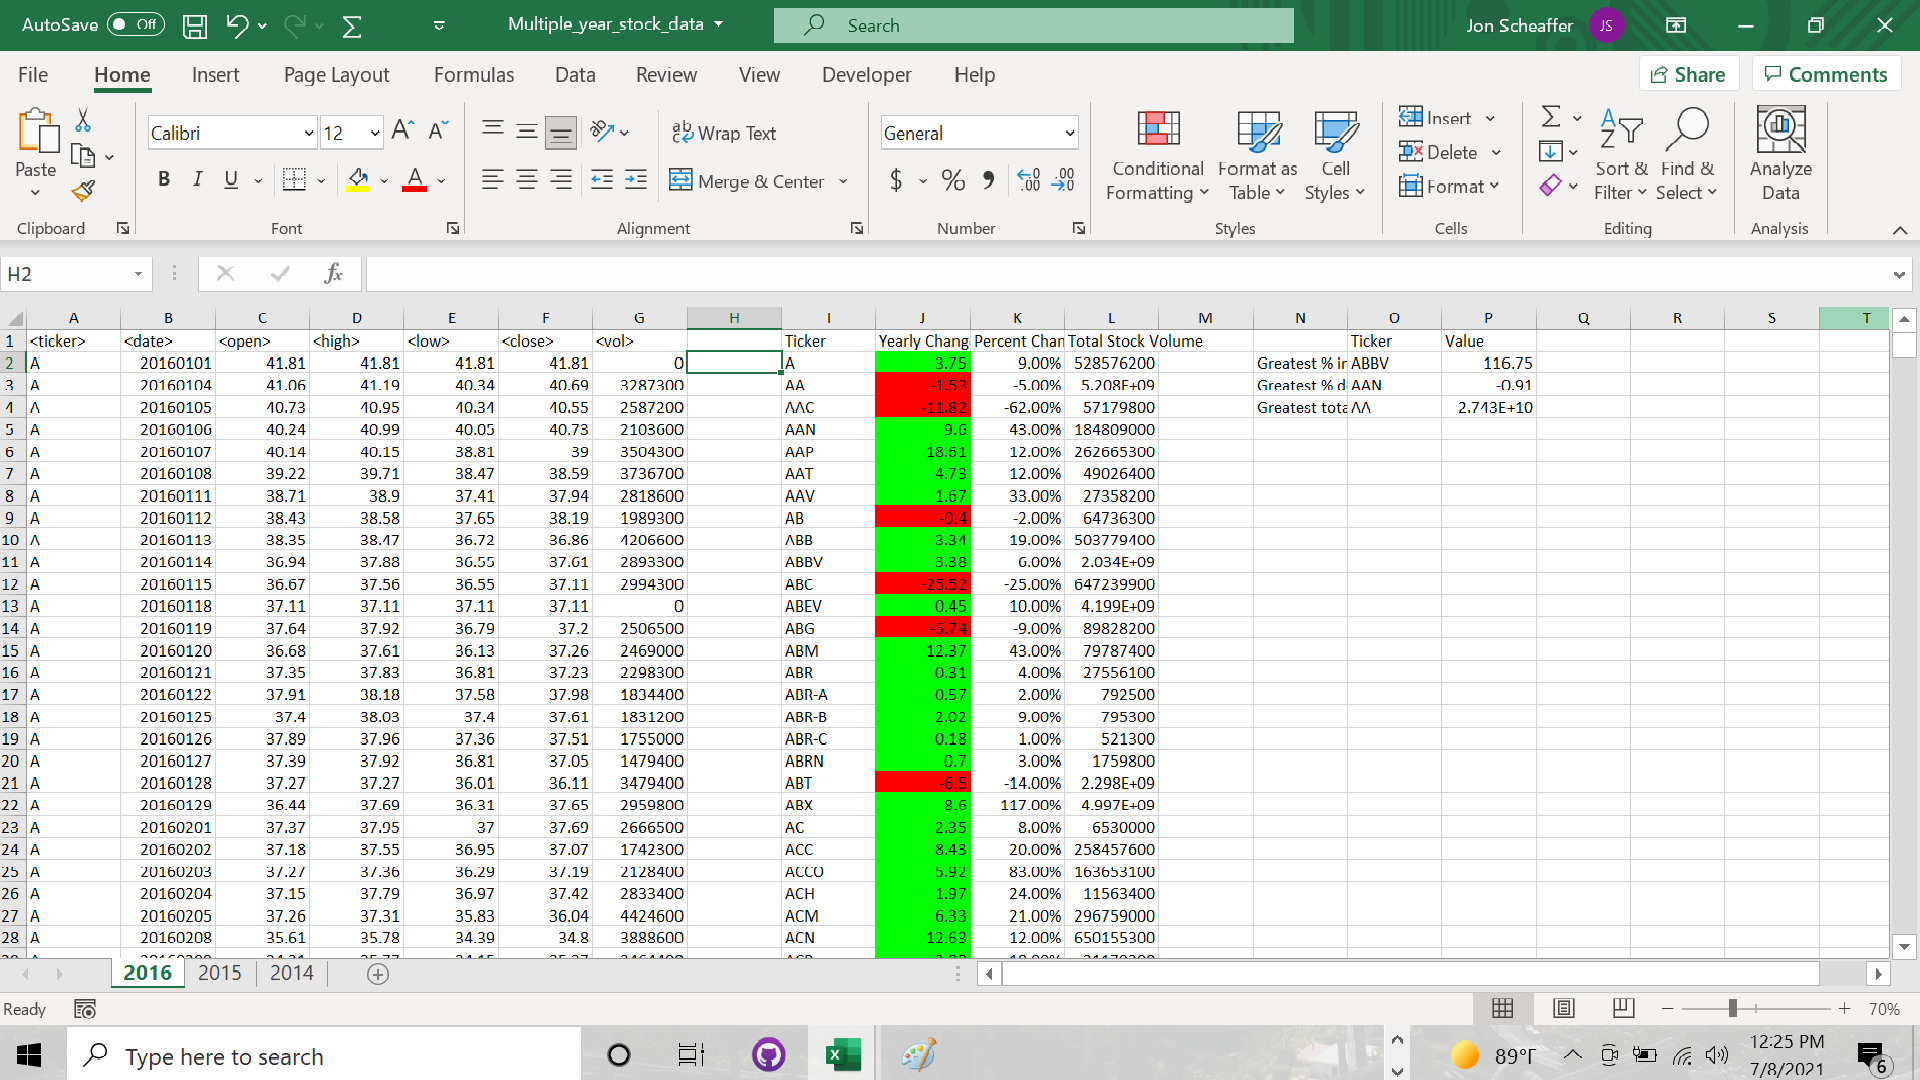 AutoSave Off Multiple_year_stock_data Search Jon Scheaffer JS
File Home Insert Page Layout Formulas Data Review View Developer Help Share Comments
Calibri 12 Wrap Text General Insert
Paste B I U Merge & Center $ % Conditional Formatting Format as Table Cell Styles Delete Format Sort & Filter Find & Select Analyze Data
Clipboard Font Alignment Number Styles Cells Editing Analysis
H2 fx
A B C D E F G H I J K L M N O P Q R S T
1 <ticker> <date> <open> <high> <low> <close> <vol> Ticker Yearly Chang Percent Chan Total Stock Volume Ticker Value
2 A 20160101 41.81 41.81 41.81 41.81 0 A 3.75 9.00% 528576200 Greatest % in ABBV 116.75
3 A 20160104 41.06 41.19 40.34 40.69 3287300 AA -1.53 -5.00% 5.208E+09 Greatest % d AAN -0.91
4 A 20160105 40.73 40.95 40.34 40.55 2587200 AAC -11.82 -62.00% 57179800 Greatest tota AA 2.743E+10
5 A 20160106 40.24 40.99 40.05 40.73 2103600 AAN 9.6 43.00% 184809000
6 A 20160107 40.14 40.15 38.81 39 3504300 AAP 18.61 12.00% 262665300
7 A 20160108 39.22 39.71 38.47 38.59 3736700 AAT 4.73 12.00% 49026400
8 A 20160111 38.71 38.9 37.41 37.94 2818600 AAV 1.67 33.00% 27358200
9 A 20160112 38.43 38.58 37.65 38.19 1989300 AB -0.4 -2.00% 64736300
10 A 20160113 38.35 38.47 36.72 36.86 4206600 ABB 3.34 19.00% 503779400
11 A 20160114 36.94 37.88 36.55 37.61 2893300 ABBV 3.38 6.00% 2.034E+09
12 A 20160115 36.67 37.56 36.55 37.11 2994300 ABC -25.52 -25.00% 647239900
13 A 20160118 37.11 37.11 37.11 37.11 0 ABEV 0.45 10.00% 4.199E+09
14 A 20160119 37.64 37.92 36.79 37.2 2506500 ABG -5.74 -9.00% 89828200
15 A 20160120 36.68 37.61 36.13 37.26 2469000 ABM 12.37 43.00% 79787400
16 A 20160121 37.35 37.83 36.81 37.23 2298300 ABR 0.31 4.00% 27556100
17 A 20160122 37.91 38.18 37.58 37.98 1834400 ABR-A 0.57 2.00% 792500
18 A 20160125 37.4 38.03 37.4 37.61 1831200 ABR-B 2.02 9.00% 795300
19 A 20160126 37.89 37.96 37.36 37.51 1755000 ABR-C 0.18 1.00% 521300
20 A 20160127 37.39 37.92 36.81 37.05 1479400 ABRN 0.7 3.00% 1759800
21 A 20160128 37.27 37.27 36.01 36.11 3479400 ABT -6.5 -14.00% 2.298E+09
22 A 20160129 36.44 37.69 36.31 37.65 2959800 ABX 8.6 117.00% 4.997E+09
23 A 20160201 37.37 37.95 37 37.69 2666500 AC 2.35 8.00% 6530000
24 A 20160202 37.18 37.55 36.95 37.07 1742300 ACC 8.43 20.00% 258457600
25 A 20160203 37.27 37.36 36.29 37.19 2128400 ACCO 5.92 83.00% 163653100
26 A 20160204 37.15 37.79 36.97 37.42 2833400 ACH 1.97 24.00% 11563400
27 A 20160205 37.26 37.31 35.83 36.04 4424600 ACM 6.33 21.00% 296759000
28 A 20160208 35.61 35.78 34.39 34.8 3888600 ACN 12.63 12.00% 650155300
2016 2015 2014
Ready 70%
Type here to search 89°F 12:25 PM
7/8/2021 6